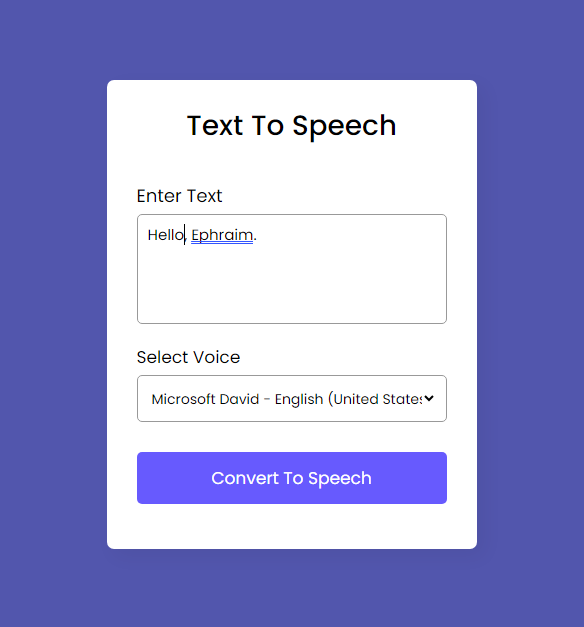 Text To Speech
Enter Text
Hello, Ephraim.
Select Voice
Microsoft David - English (United States
Convert To Speech